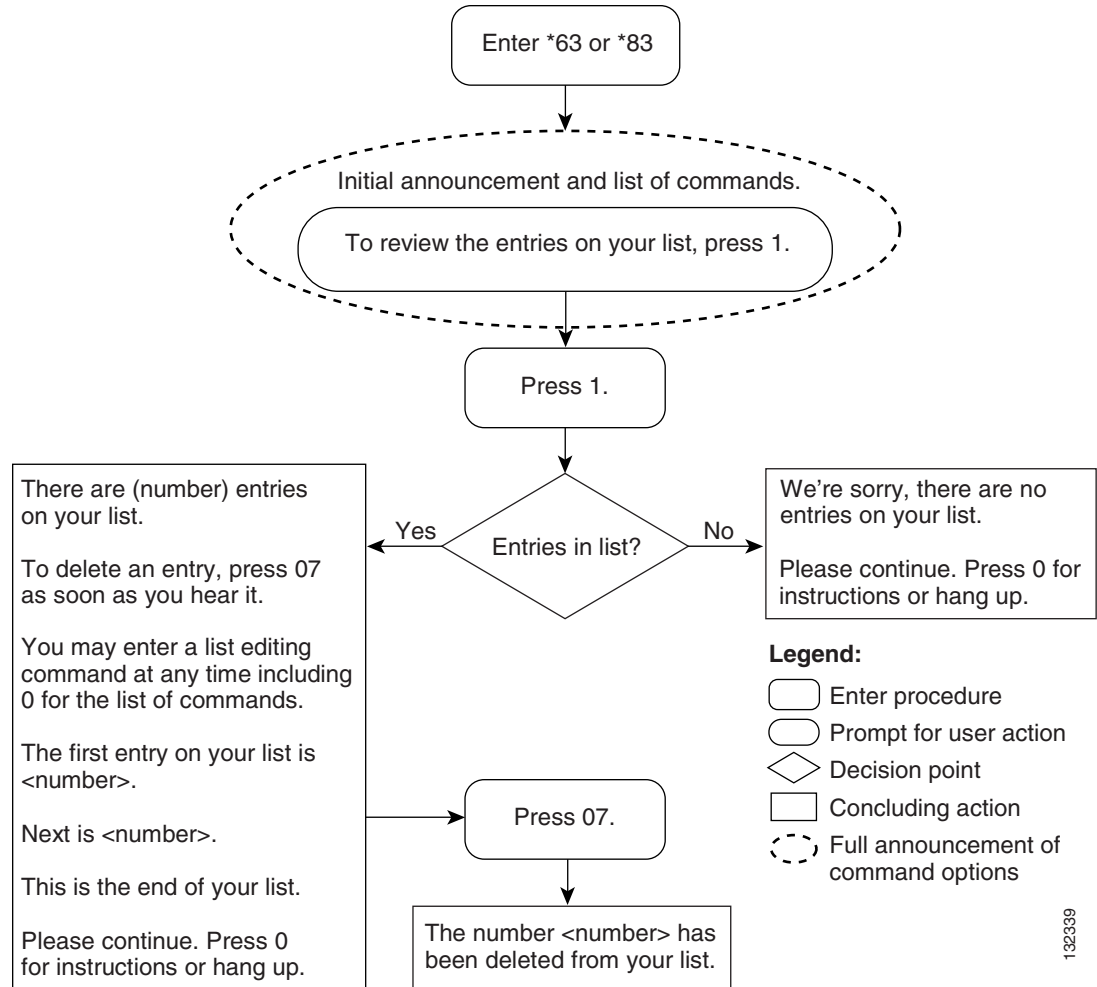 Enter *63 or *83
Initial announcement and list of commands.
To review the entries on your list, press 1.
Press 1.
Entries in list?
Yes
No
There are (number) entries
on your list.
To delete an entry, press 07
as soon as you hear it.
You may enter a list editing
command at any time including
0 for the list of commands.
The first entry on your list is
<number>.
Next is <number>.
This is the end of your list.
Please continue. Press 0
for instructions or hang up.
We're sorry, there are no
entries on your list.
Please continue. Press 0 for
instructions or hang up.
Press 07.
The number <number> has
been deleted from your list.
Legend:
Enter procedure
Prompt for user action
Decision point
Concluding action
Full announcement of
command options
132339